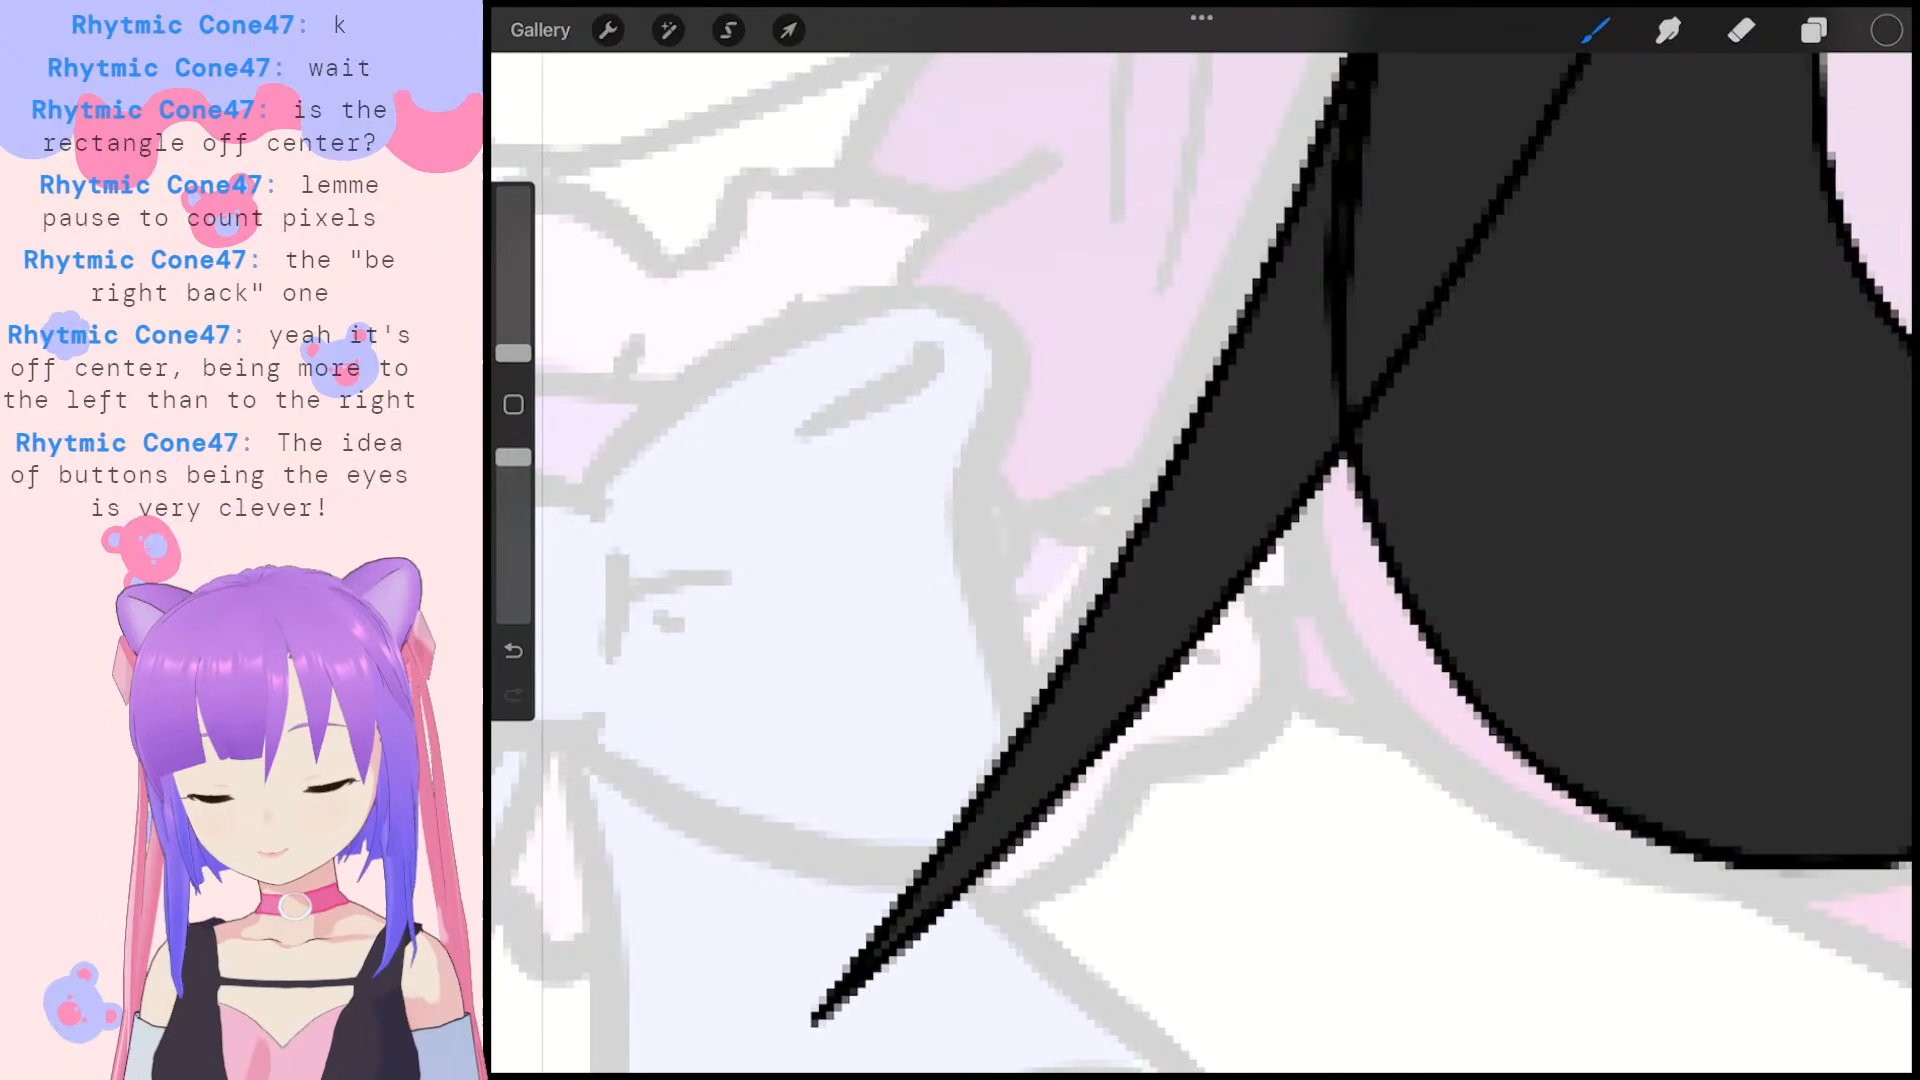 Rhytmic Cone47: k
Rhytmic Cone47: wait
Rhytmic Cone47: is the
rectangle off center?
Rhytmic Cone47: lemme
pause to count pixels
Rhytmic Cone47: the "be
right back" one
Rhytmic Cone47: yeah it's
off center, being more to
the left than to the right
Rhytmic Cone47: The idea
of buttons being the eyes
is very clever!
Gallery